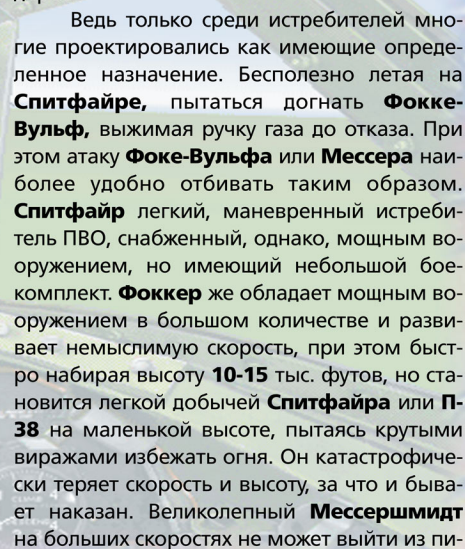 Ведь только среди истребителей мно-
гие проектировались как имеющие опреде-
ленное назначение. Бесполезно летая на
Спитфайре, пытаться догнать Фокке-
Вульф, выжимая ручку газа до отказа. При
этом атаку Фоке-Вульфа или Мессера наи-
более удобно отбивать таким образом.
Спитфайр легкий, маневренный истреби-
тель ПВО, снабженный, однако, мощным во-
оружением, но имеющий небольшой бое-
комплект. Фоккер же обладает мощным во-
оружением в большом количестве и разви-
вает немыслимую скорость, при этом быст-
ро набирая высоту 10-15 тыс. футов, но ста-
новится легкой добычей Спитфайра или П-
38 на маленькой высоте, пытаясь крутыми
виражами избежать огня. Он катастрофиче-
ски теряет скорость и высоту, за что и быва-
ет наказан. Великолепный Мессершмидт
на больших скоростях не может выйти из пи-